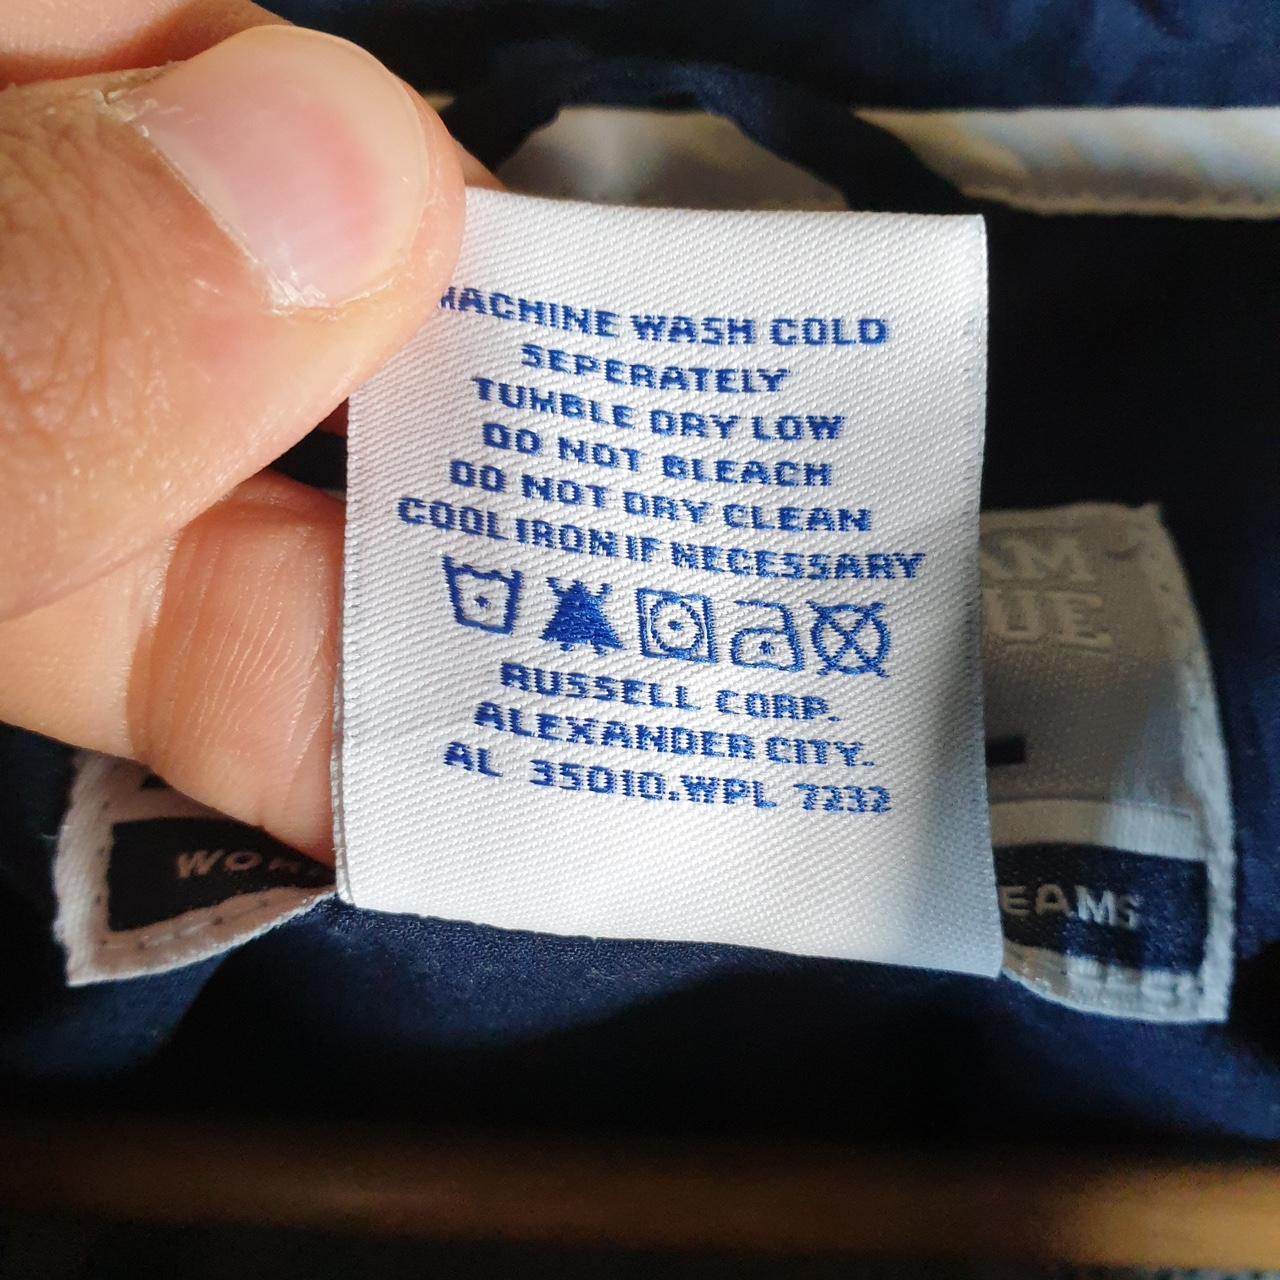 MACHINE WASH COLD
SEPERATELY
TUMBLE DRY LOW
DO NOT BLEACH
DO NOT DRY CLEAN
COOL IRON IF NECESSARY
RUSSELL CORP.
ALEXANDER CITY.
AL 35010.WPL 7232